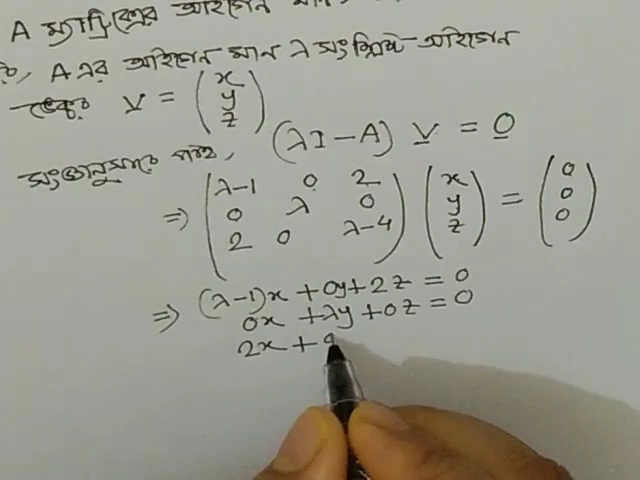 A ম্যাট্রিক্সের আইগেন মান
A এর আইগেন মান λ সংশ্লিষ্ট আইগেন
ভেক্টর v = (x y z)
সংজ্ঞানুসারে পাই, (λI-A) v = 0
⇒ (λ-1 0 2; 0 λ 0; 2 0 λ-4) (x y z) = (0 0 0)
⇒ (λ-1)x + 0y + 2z = 0
0x + λy + 0z = 0
2x +